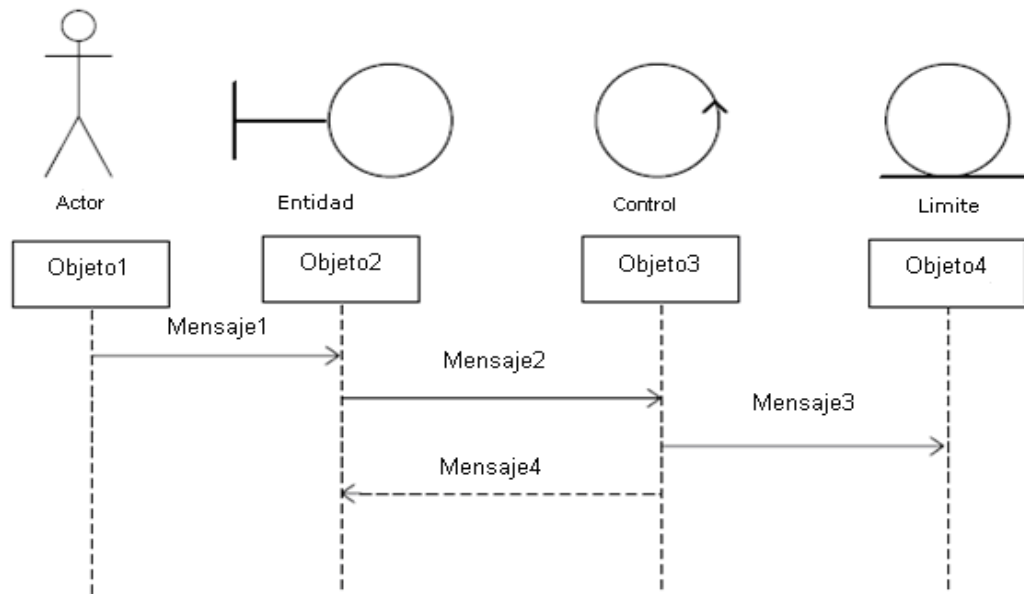 Actor
Entidad
Control
Limite
Objeto1
Objeto2
Objeto3
Objeto4
Mensaje1
Mensaje2
Mensaje3
Mensaje4